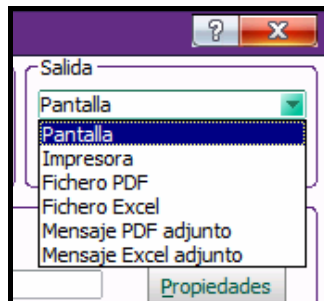 ?
X
Salida
Pantalla
Pantalla
Impresora
Fichero PDF
Fichero Excel
Mensaje PDF adjunto
Mensaje Excel adjunto
Propiedades